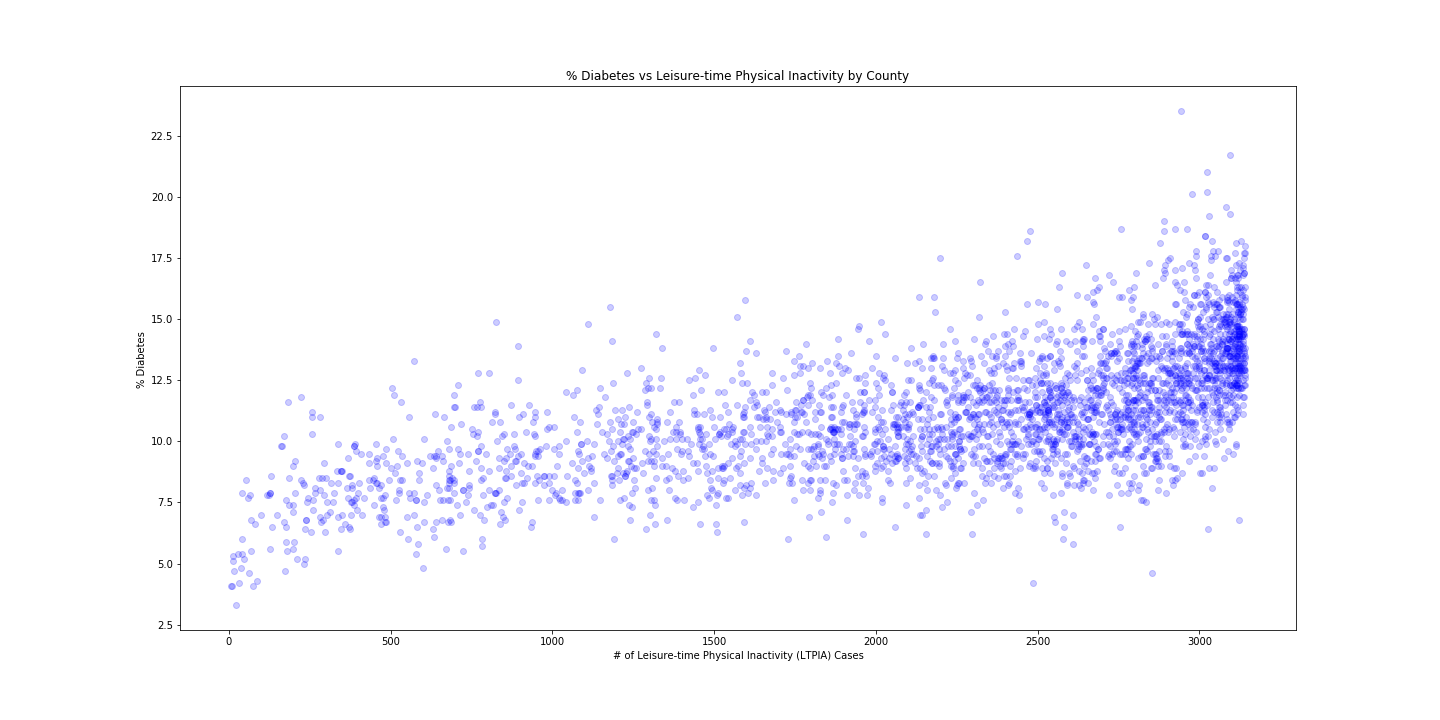 % Diabetes vs Leisure-time Physical Inactivity by County
22.5
20.0
17.5
15.0
12.5
10.0
7.5
5.0
2.5
% Diabetes
0 500 1000 1500 2000 2500 3000
# of Leisure-time Physical Inactivity (LTPIA) Cases